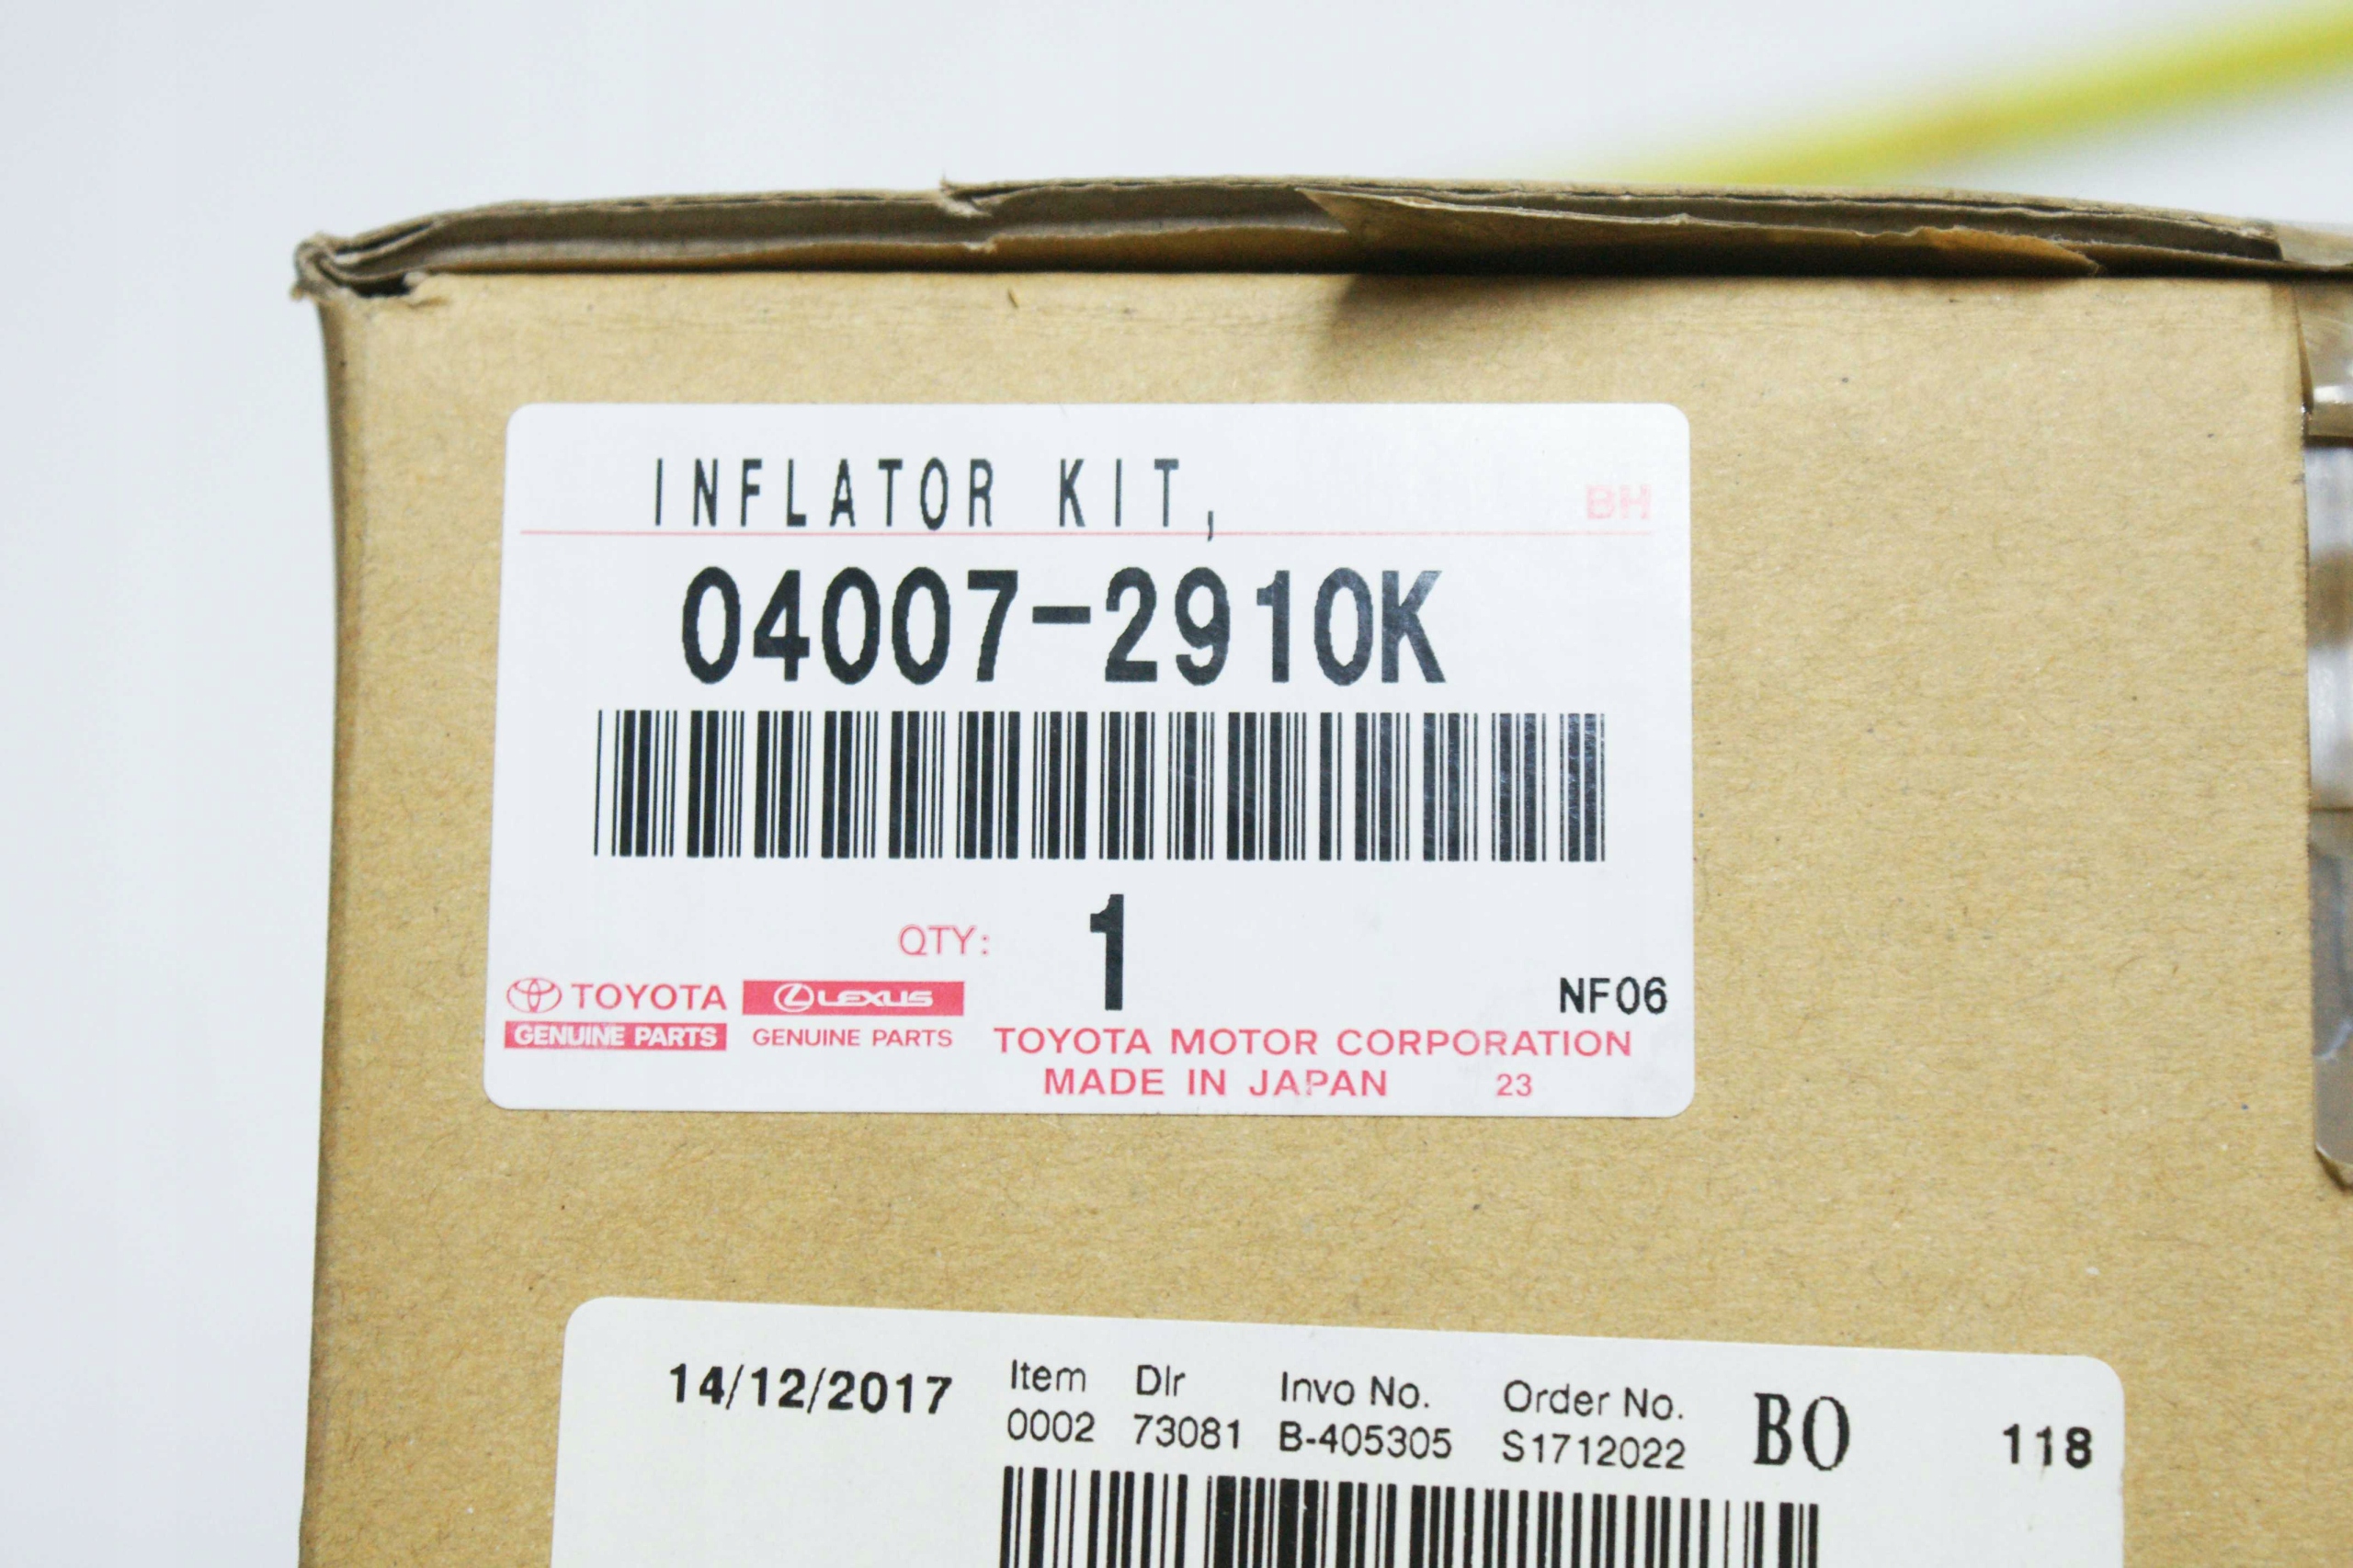 INFLATOR KIT,
BH
04007-2910K
QTY: 1
NF06
TOYOTA LEXUS
GENUINE PARTS GENUINE PARTS
TOYOTA MOTOR CORPORATION
MADE IN JAPAN 23
14/12/2017 Item Dlr Invo No. Order No. BO 118
0002 73081 B-405305 S1712022